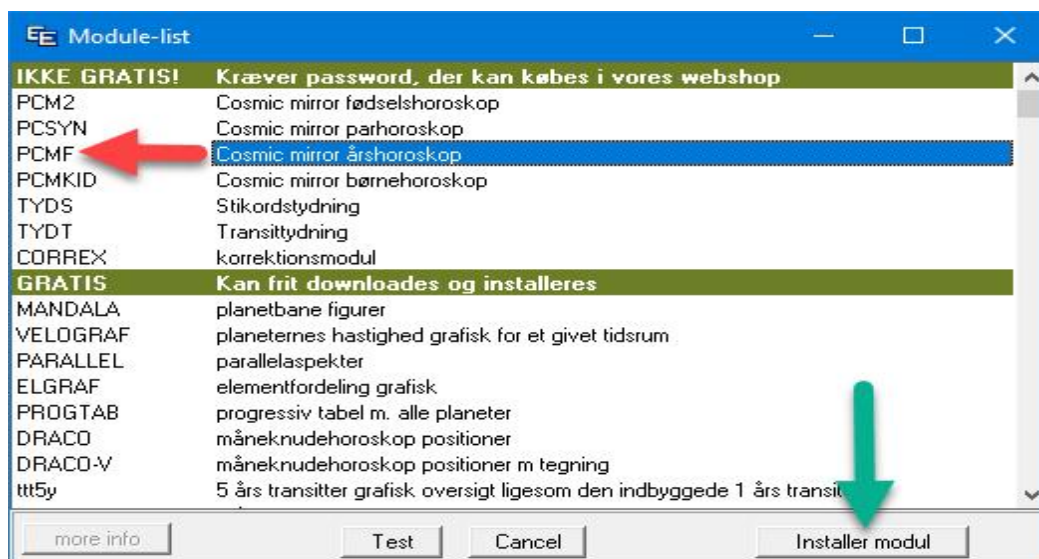 EE Module-list
IKKE GRATIS! Kræver password, der kan købes i vores webshop
PCM2 Cosmic mirror fødselshoroskop
PCSYN Cosmic mirror parhoroskop
PCMF Cosmic mirror årshoroskop
PCMKID Cosmic mirror børnehoroskop
TYDS Stikordstydning
TYDT Transittydning
CORREX korrektionsmodul
GRATIS Kan frit downloades og installeres
MANDALA planetbane figurer
VELOGRAF planeternes hastighed grafisk for et givet tidsrum
PARALLEL parallelaspekter
ELGRAF elementfordeling grafisk
PROGTAB progressiv tabel m. alle planeter
DRACO måneknudehoroskop positioner
DRACO-V måneknudehoroskop positioner m tegning
ttt5y 5 års transitter grafisk oversigt ligesom den indbyggede 1 års
more info Test Cancel Installer modul